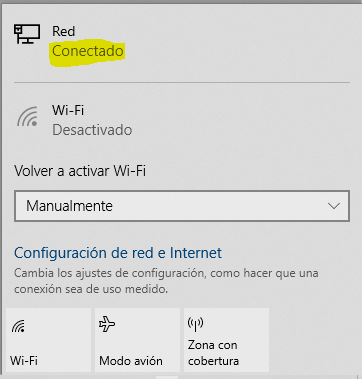 Red
Conectado
Wi-Fi
Desactivado
Volver a activar Wi-Fi
Manualmente
Configuración de red e Internet
Cambia los ajustes de configuración, como hacer que una
conexión sea de uso medido.
Wi-Fi
Modo avión
Zona con
cobertura